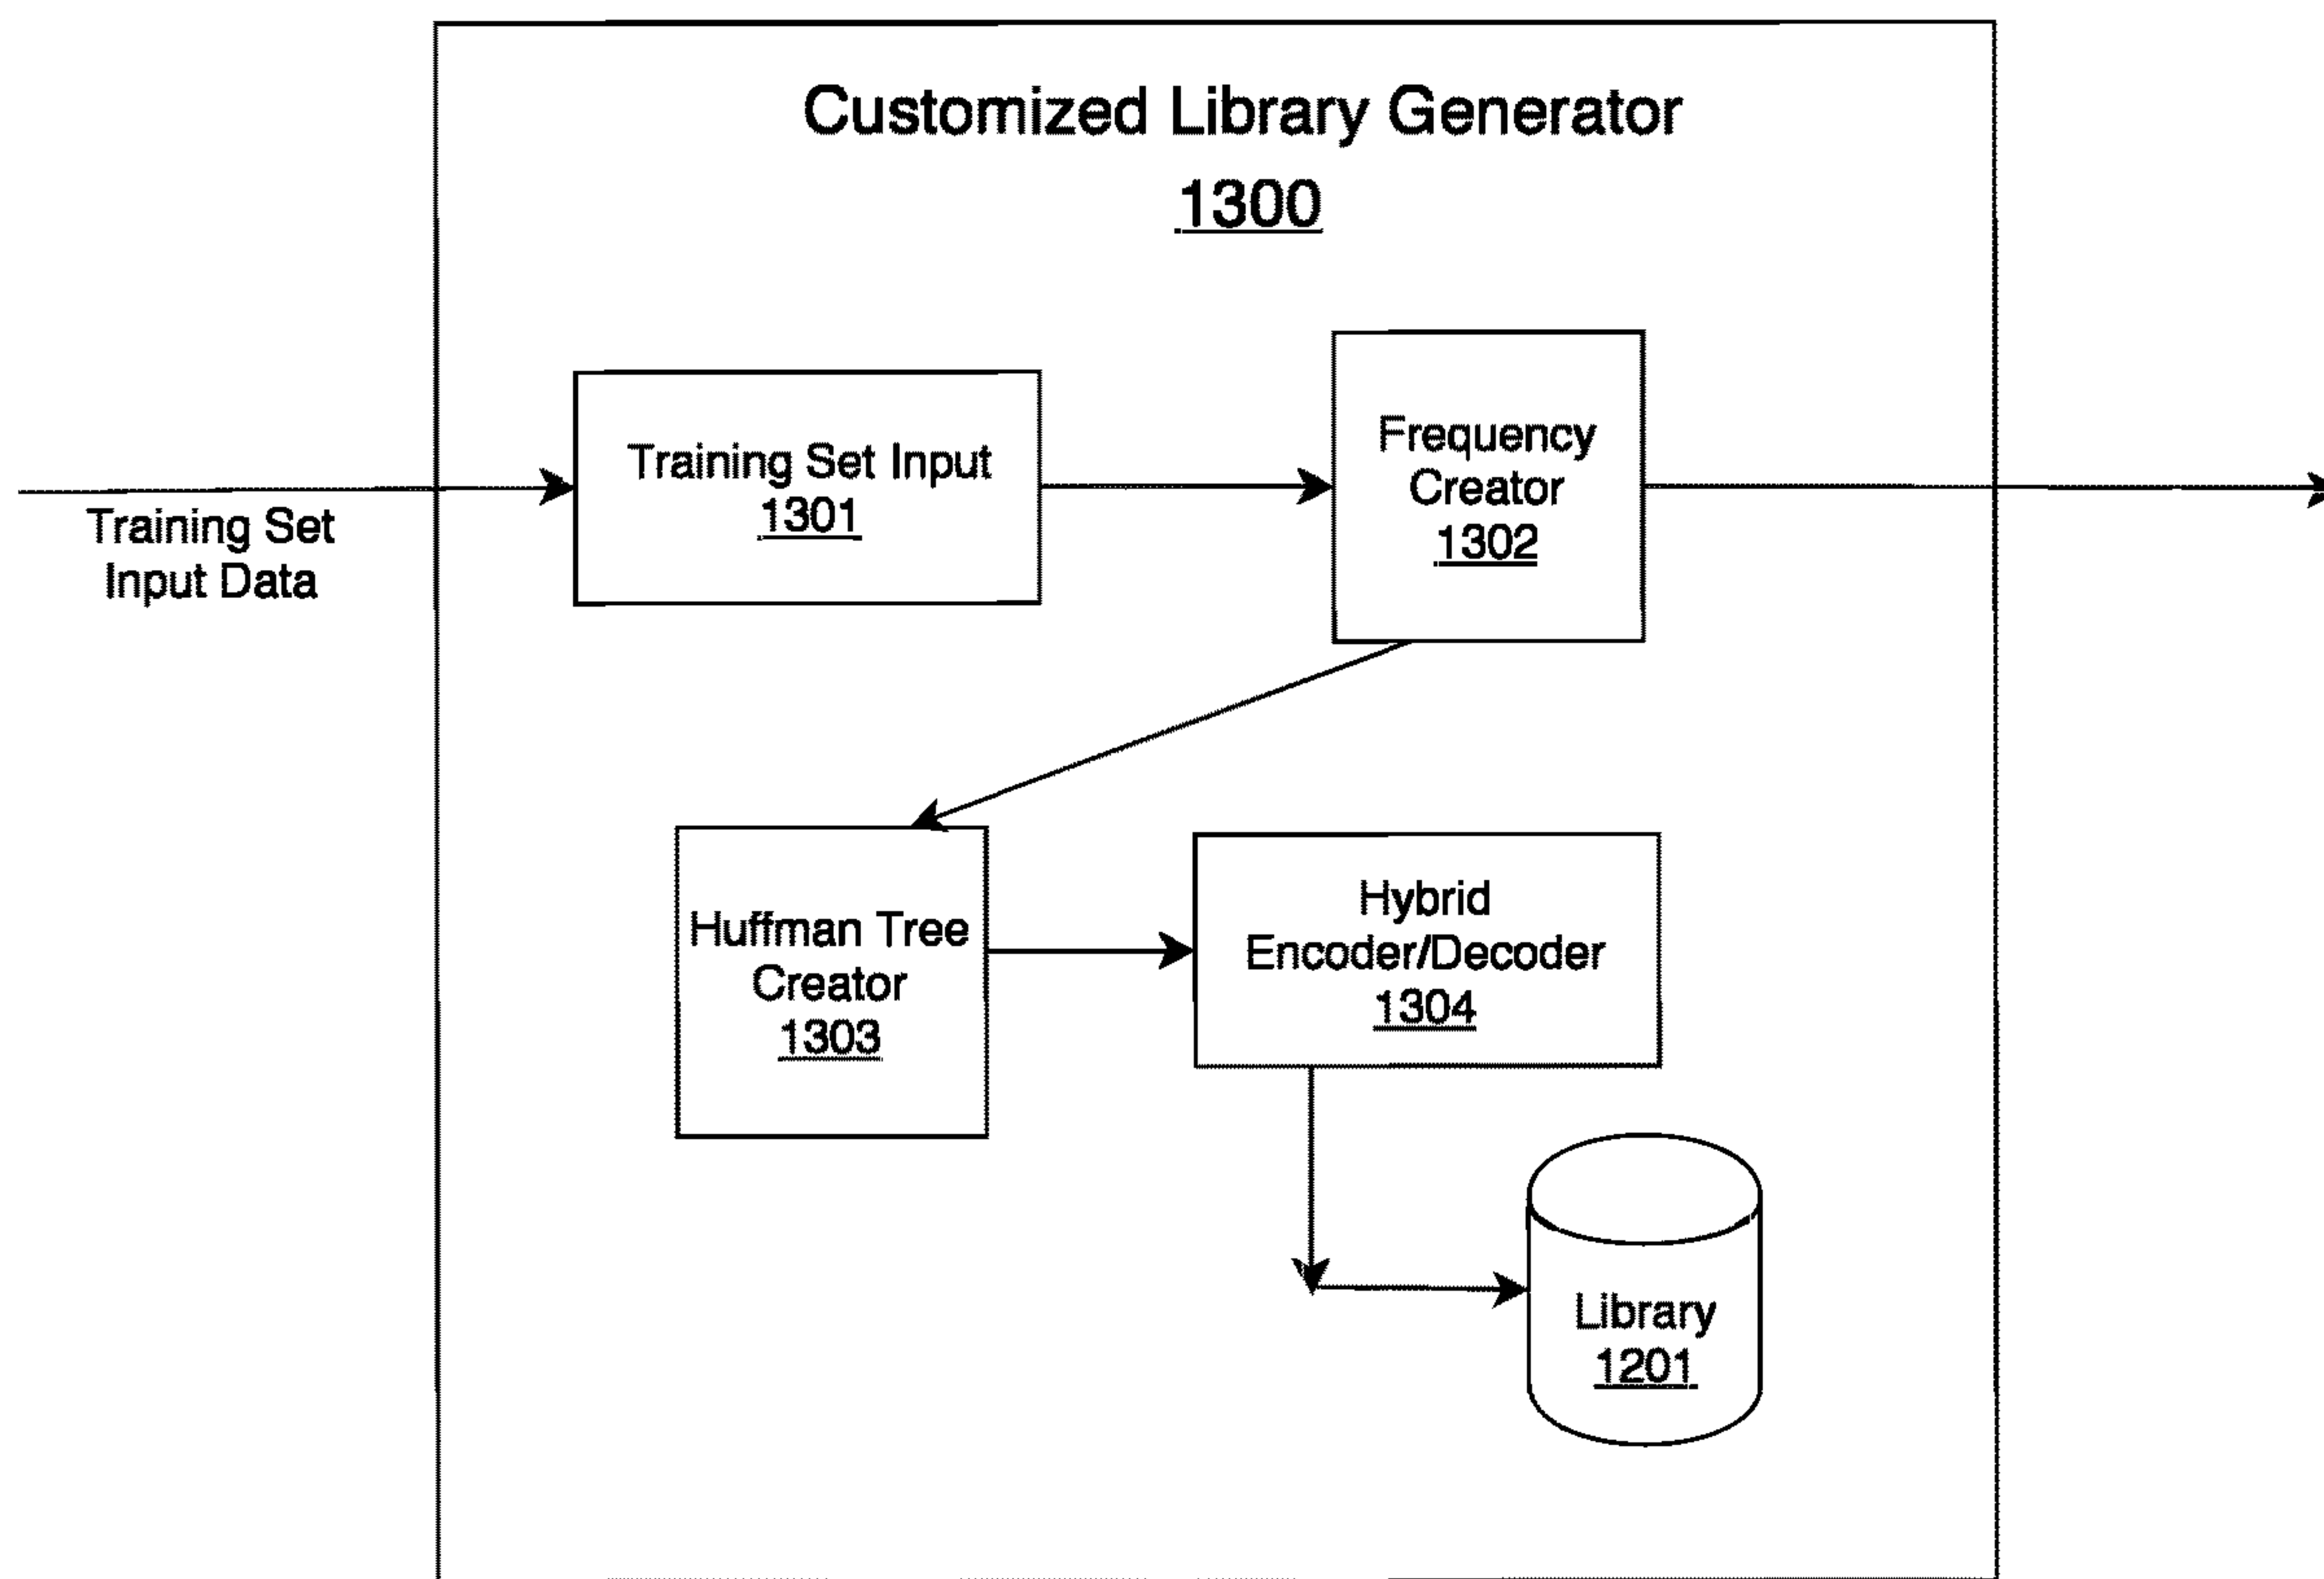 Customized Library Generator
1300
Training Set Input
1301
Frequency
Creator
1302
Training Set
Input Data
Huffman Tree
Creator
1303
Hybrid
Encoder/Decoder
1304
Library
1201